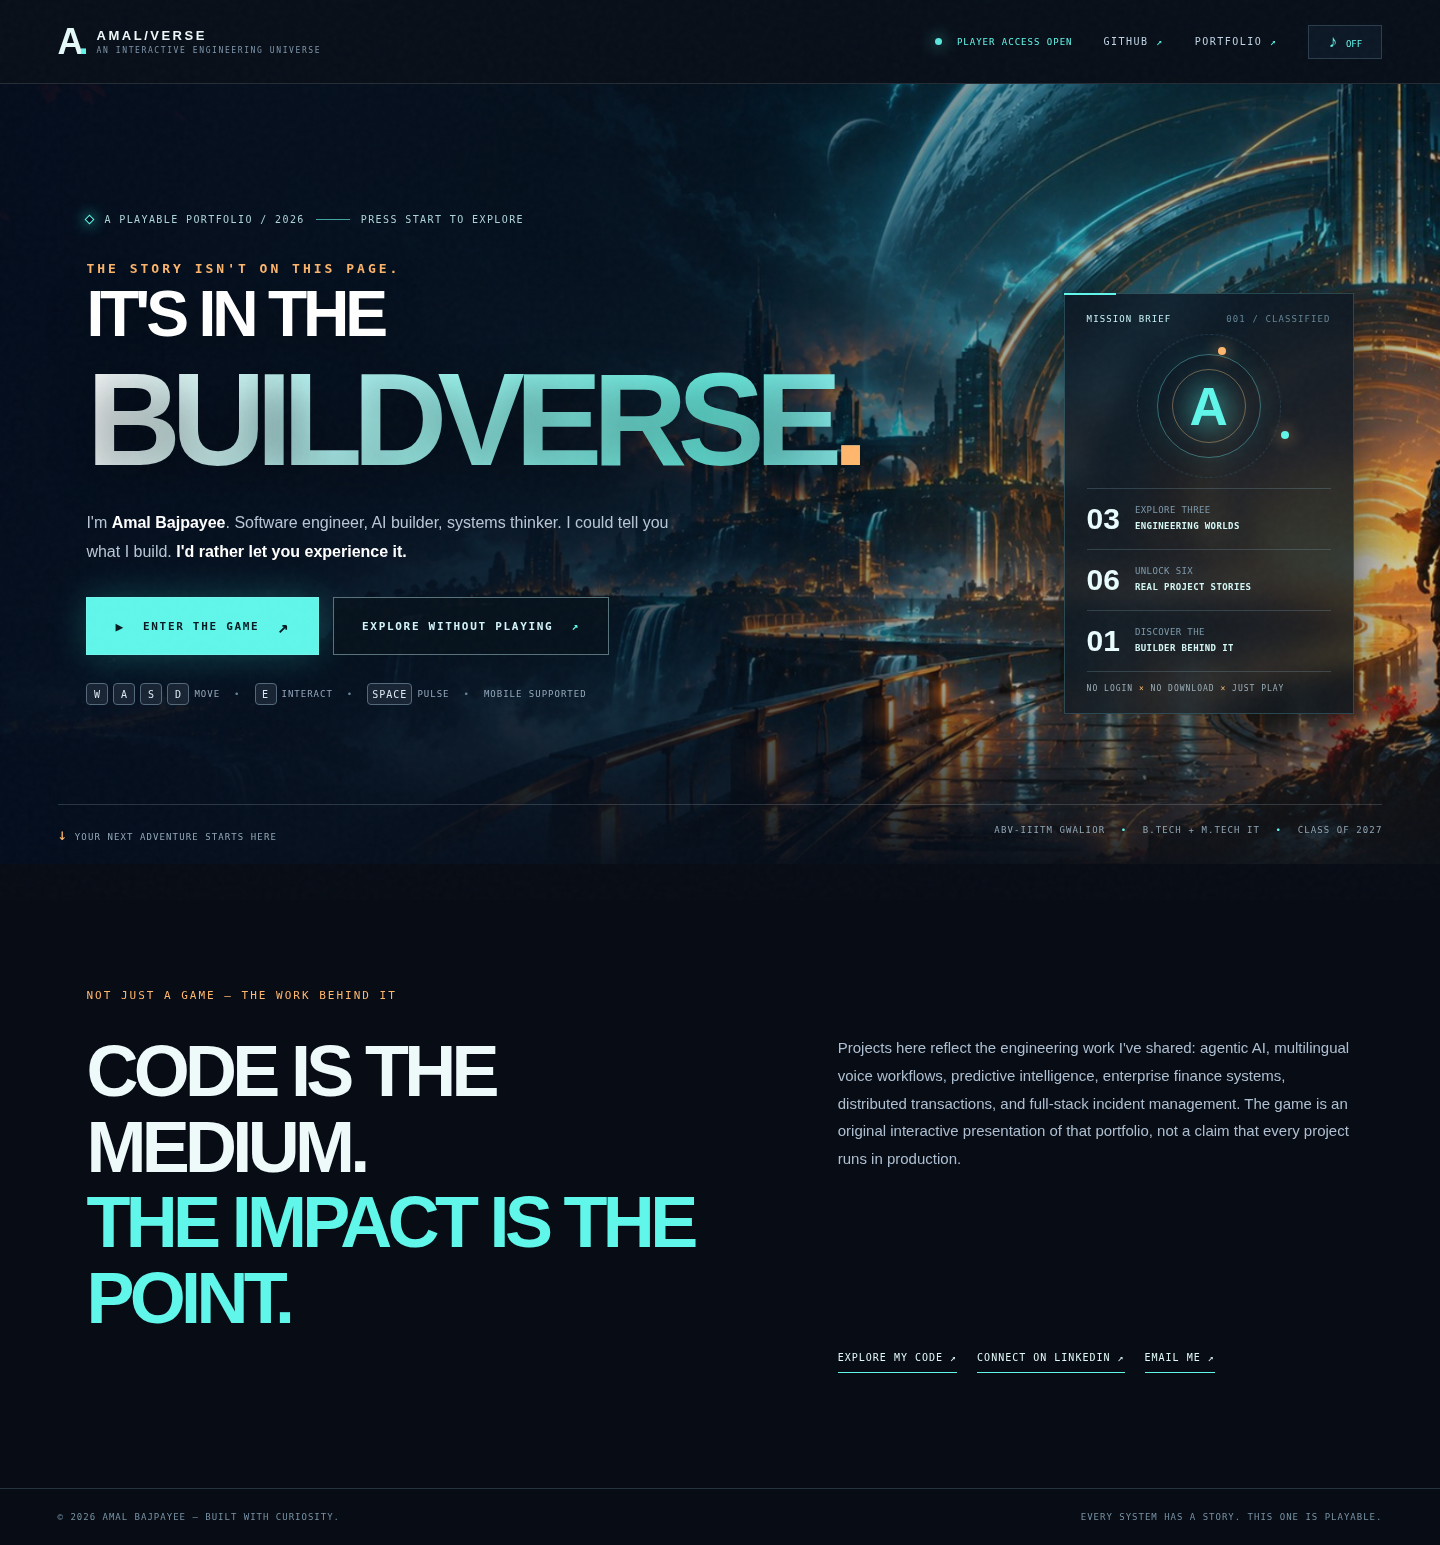 A.
AMAL/VERSE
AN INTERACTIVE ENGINEERING UNIVERSE
PLAYER ACCESS OPEN
GITHUB ↗
PORTFOLIO ↗
♪ OFF
A PLAYABLE PORTFOLIO / 2026 —— PRESS START TO EXPLORE
THE STORY ISN'T ON THIS PAGE.
IT'S IN THE
BUILDVERSE.
I'm Amal Bajpayee. Software engineer, AI builder, systems thinker. I could tell you
what I build. I'd rather let you experience it.
▶ ENTER THE GAME ↗
EXPLORE WITHOUT PLAYING ↗
W A S D MOVE • E INTERACT • SPACE PULSE • MOBILE SUPPORTED
MISSION BRIEF
001 / CLASSIFIED
A
03 EXPLORE THREE
ENGINEERING WORLDS
06 UNLOCK SIX
REAL PROJECT STORIES
01 DISCOVER THE
BUILDER BEHIND IT
NO LOGIN × NO DOWNLOAD × JUST PLAY
↓ YOUR NEXT ADVENTURE STARTS HERE
ABV-IIITM GWALIOR • B.TECH + M.TECH IT • CLASS OF 2027
NOT JUST A GAME — THE WORK BEHIND IT
CODE IS THE
MEDIUM.
THE IMPACT IS THE
POINT.
Projects here reflect the engineering work I've shared: agentic AI, multilingual
voice workflows, predictive intelligence, enterprise finance systems,
distributed transactions, and full-stack incident management. The game is an
original interactive presentation of that portfolio, not a claim that every project
runs in production.
EXPLORE MY CODE ↗
CONNECT ON LINKEDIN ↗
EMAIL ME ↗
© 2026 AMAL BAJPAYEE — BUILT WITH CURIOSITY.
EVERY SYSTEM HAS A STORY. THIS ONE IS PLAYABLE.